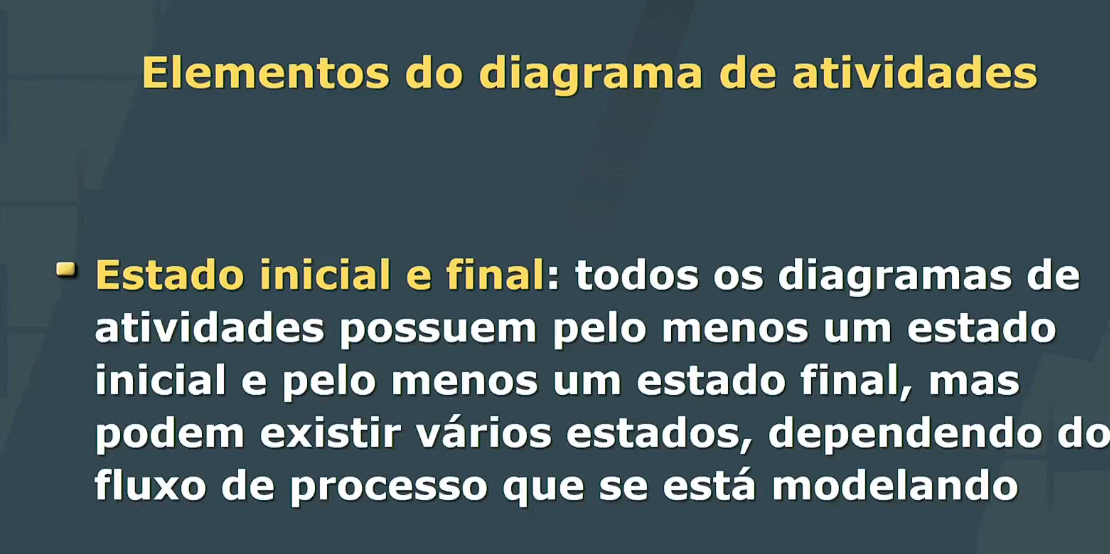 Elementos do diagrama de atividades
Estado inicial e final: todos os diagramas de
atividades possuem pelo menos um estado
inicial e pelo menos um estado final, mas
podem existir vários estados, dependendo do
fluxo de processo que se está modelando